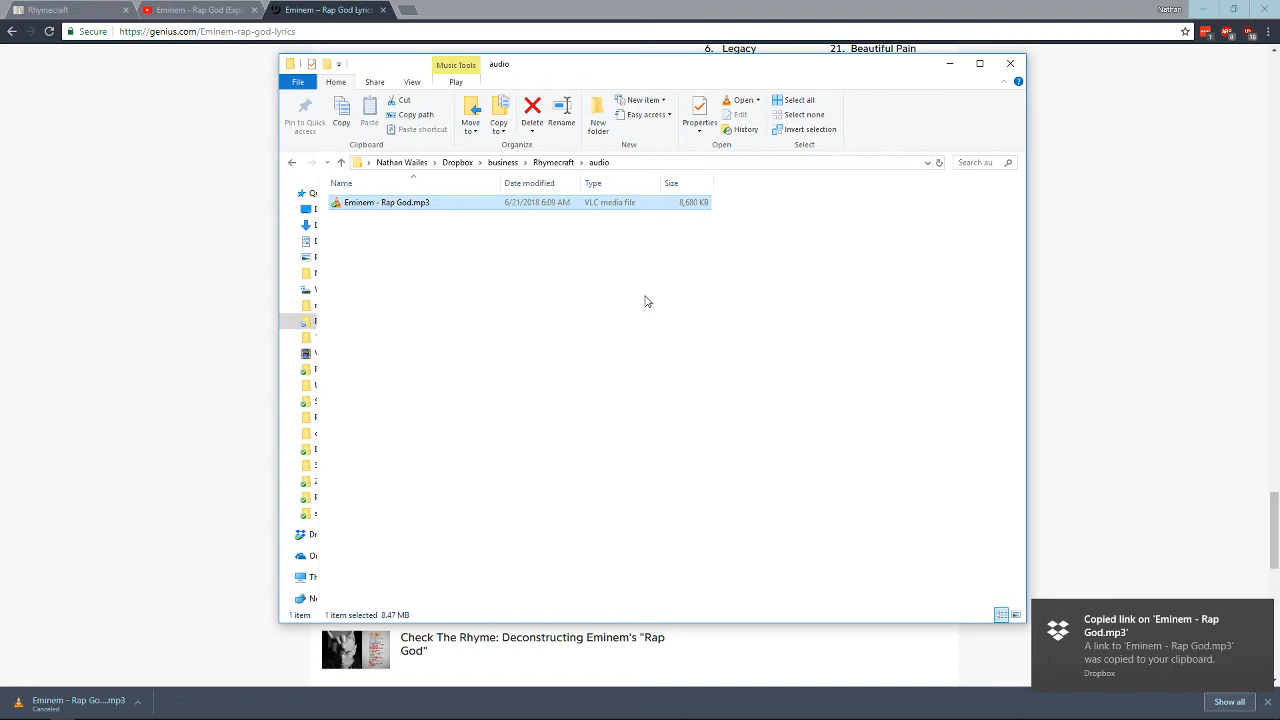 Rhymecraft
Eminem - Rap God (Expli
Eminem – Rap God Lyrics
Nathan
Secure
https://genius.com/Eminem-rap-god-lyrics
6. Legacy
21. Beautiful Pain
Music Tools
audio
File
Home
Share
View
Play
Pin to Quick access
Copy
Paste
Cut
Copy path
Paste shortcut
Clipboard
Move to
Copy to
Delete
Rename
Organize
New folder
New item
Easy access
New
Properties
Open
Edit
History
Open
Select all
Select none
Invert selection
Select
Nathan Wailes
Dropbox
business
Rhymecraft
audio
Search au
Name
Date modified
Type
Size
Eminem - Rap God.mp3
6/21/2018 6:09 AM
VLC media file
8,680 KB
1 item
1 item selected 8.47 MB
Check The Rhyme: Deconstructing Eminem's "Rap
God"
Copied link on 'Eminem - Rap
God.mp3'
A link to 'Eminem - Rap God.mp3'
was copied to your clipboard.
Dropbox
Eminem - Rap Go....mp3
Canceled
Show all